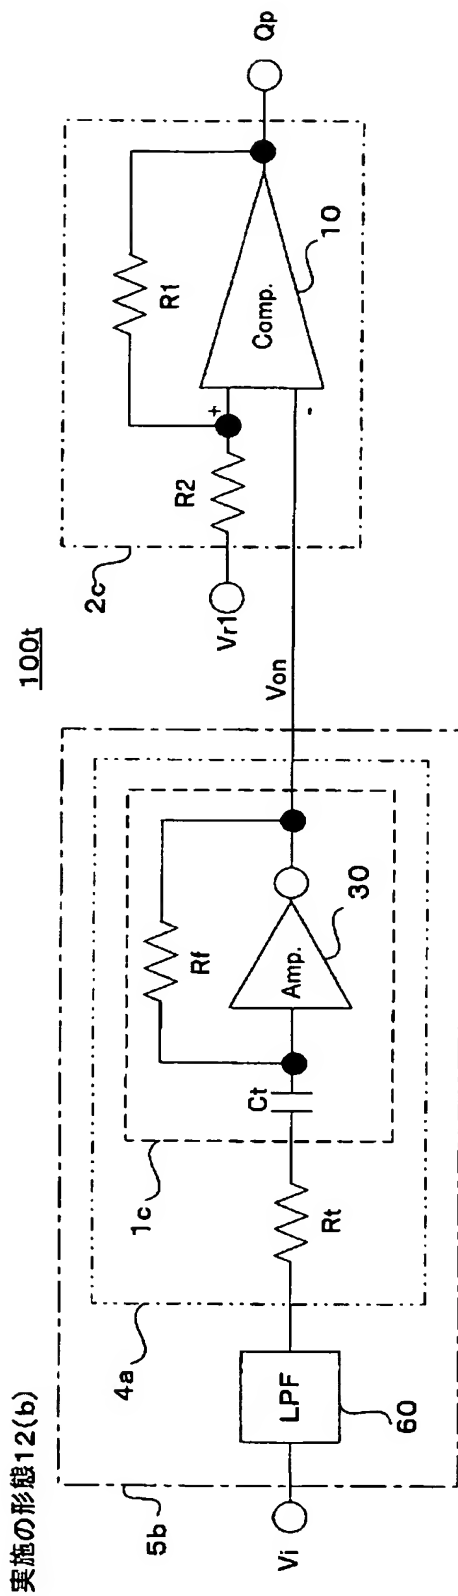 実施の形態12(b)
100t
5b
4a
1c
2c
Vi
LPF
60
Rt
Ct
Rf
Amp.
30
Von
Vr1
R2
R1
+
-
Comp.
10
Qp